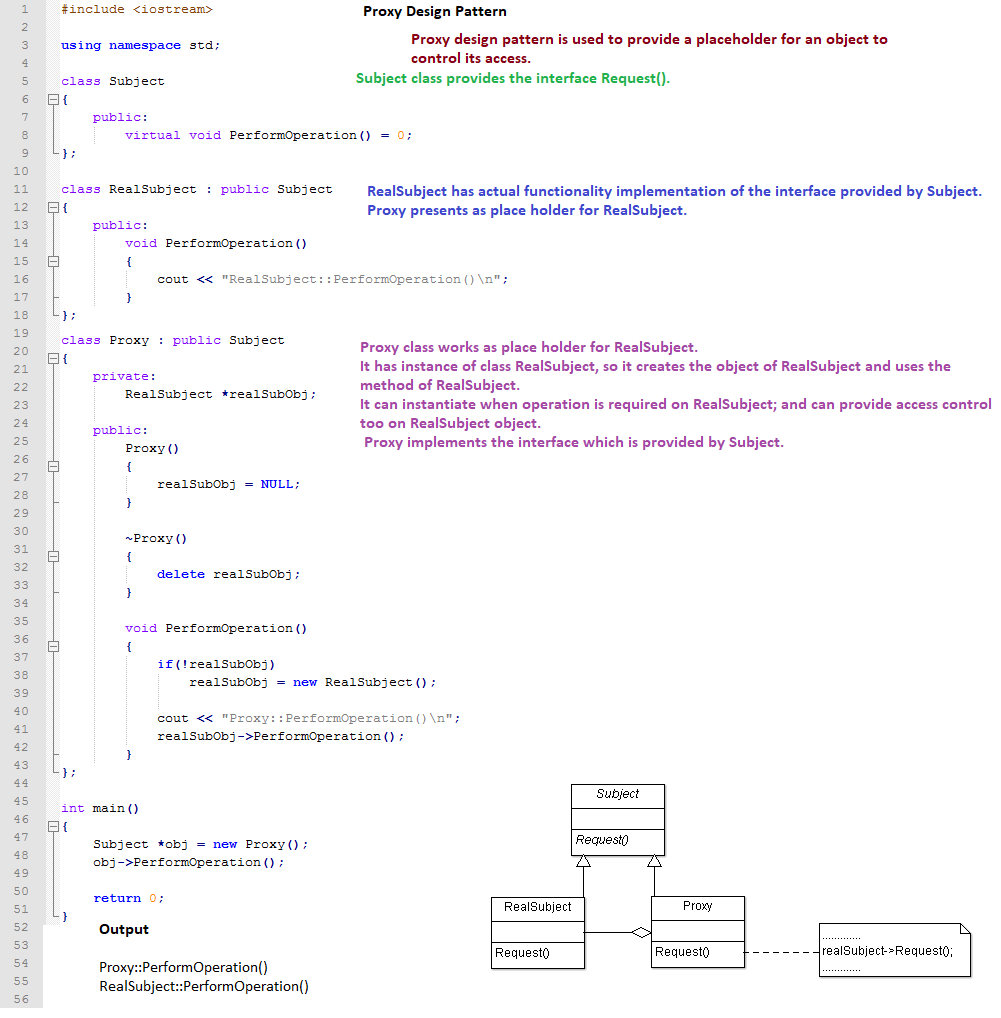 Proxy Design Pattern
Proxy design pattern is used to provide a placeholder for an object to
control its access.
Subject class provides the interface Request().
1 #include <iostream>
2
3 using namespace std;
4
5 class Subject
6 {
7 public:
8 virtual void PerformOperation() = 0;
9 };
10
11 class RealSubject : public Subject
12 {
13 public:
14 void PerformOperation()
15 {
16 cout << "RealSubject::PerformOperation()\n";
17 }
18 };
RealSubject has actual functionality implementation of the interface provided by Subject.
Proxy presents as place holder for RealSubject.
19 class Proxy : public Subject
20 {
21 private:
22 RealSubject *realSubObj;
23
24 public:
25 Proxy()
26 {
27 realSubObj = NULL;
28 }
29
30 ~Proxy()
31 {
32 delete realSubObj;
33 }
34
35 void PerformOperation()
36 {
37 if(!realSubObj)
38 realSubObj = new RealSubject();
39
40 cout << "Proxy::PerformOperation()\n";
41 realSubObj->PerformOperation();
42 }
43 };
Proxy class works as place holder for RealSubject.
It has instance of class RealSubject, so it creates the object of RealSubject and uses the
method of RealSubject.
It can instantiate when operation is required on RealSubject; and can provide access control
too on RealSubject object.
Proxy implements the interface which is provided by Subject.
44
45 int main()
46 {
47 Subject *obj = new Proxy();
48 obj->PerformOperation();
49
50 return 0;
51 }
52 Output
53
54 Proxy::PerformOperation()
55 RealSubject::PerformOperation()
56
Subject
Request()
RealSubject
Request()
Proxy
Request()
.............
realSubject->Request();
.............